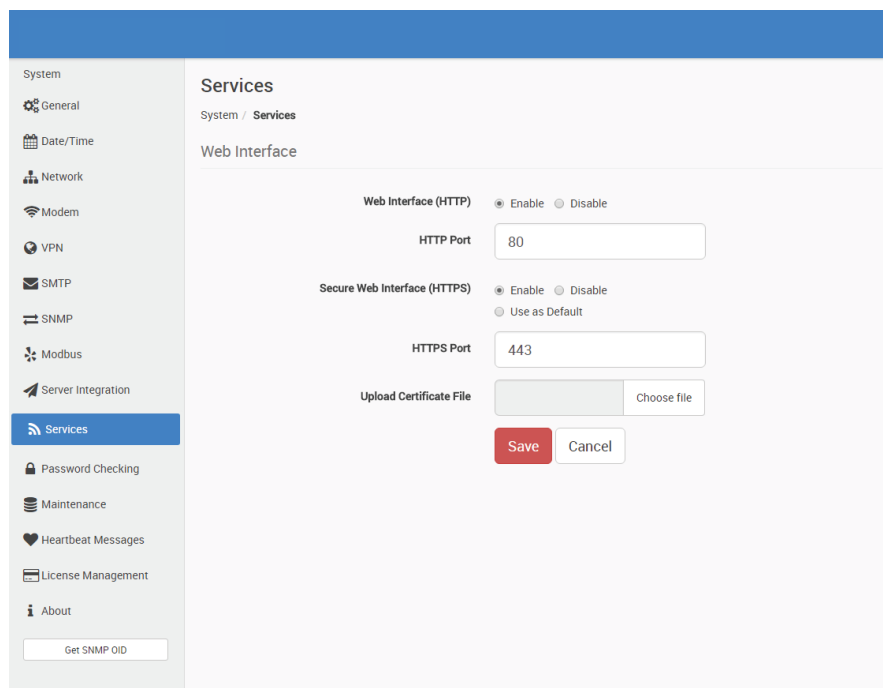 System
General
Date/Time
Network
Modem
VPN
SMTP
SNMP
Modbus
Server Integration
Services
Password Checking
Maintenance
Heartbeat Messages
License Management
About
Get SNMP OID
Services
System / Services
Web Interface
Web Interface (HTTP) Enable Disable
HTTP Port 80
Secure Web Interface (HTTPS) Enable Disable
Use as Default
HTTPS Port 443
Upload Certificate File Choose file
Save Cancel